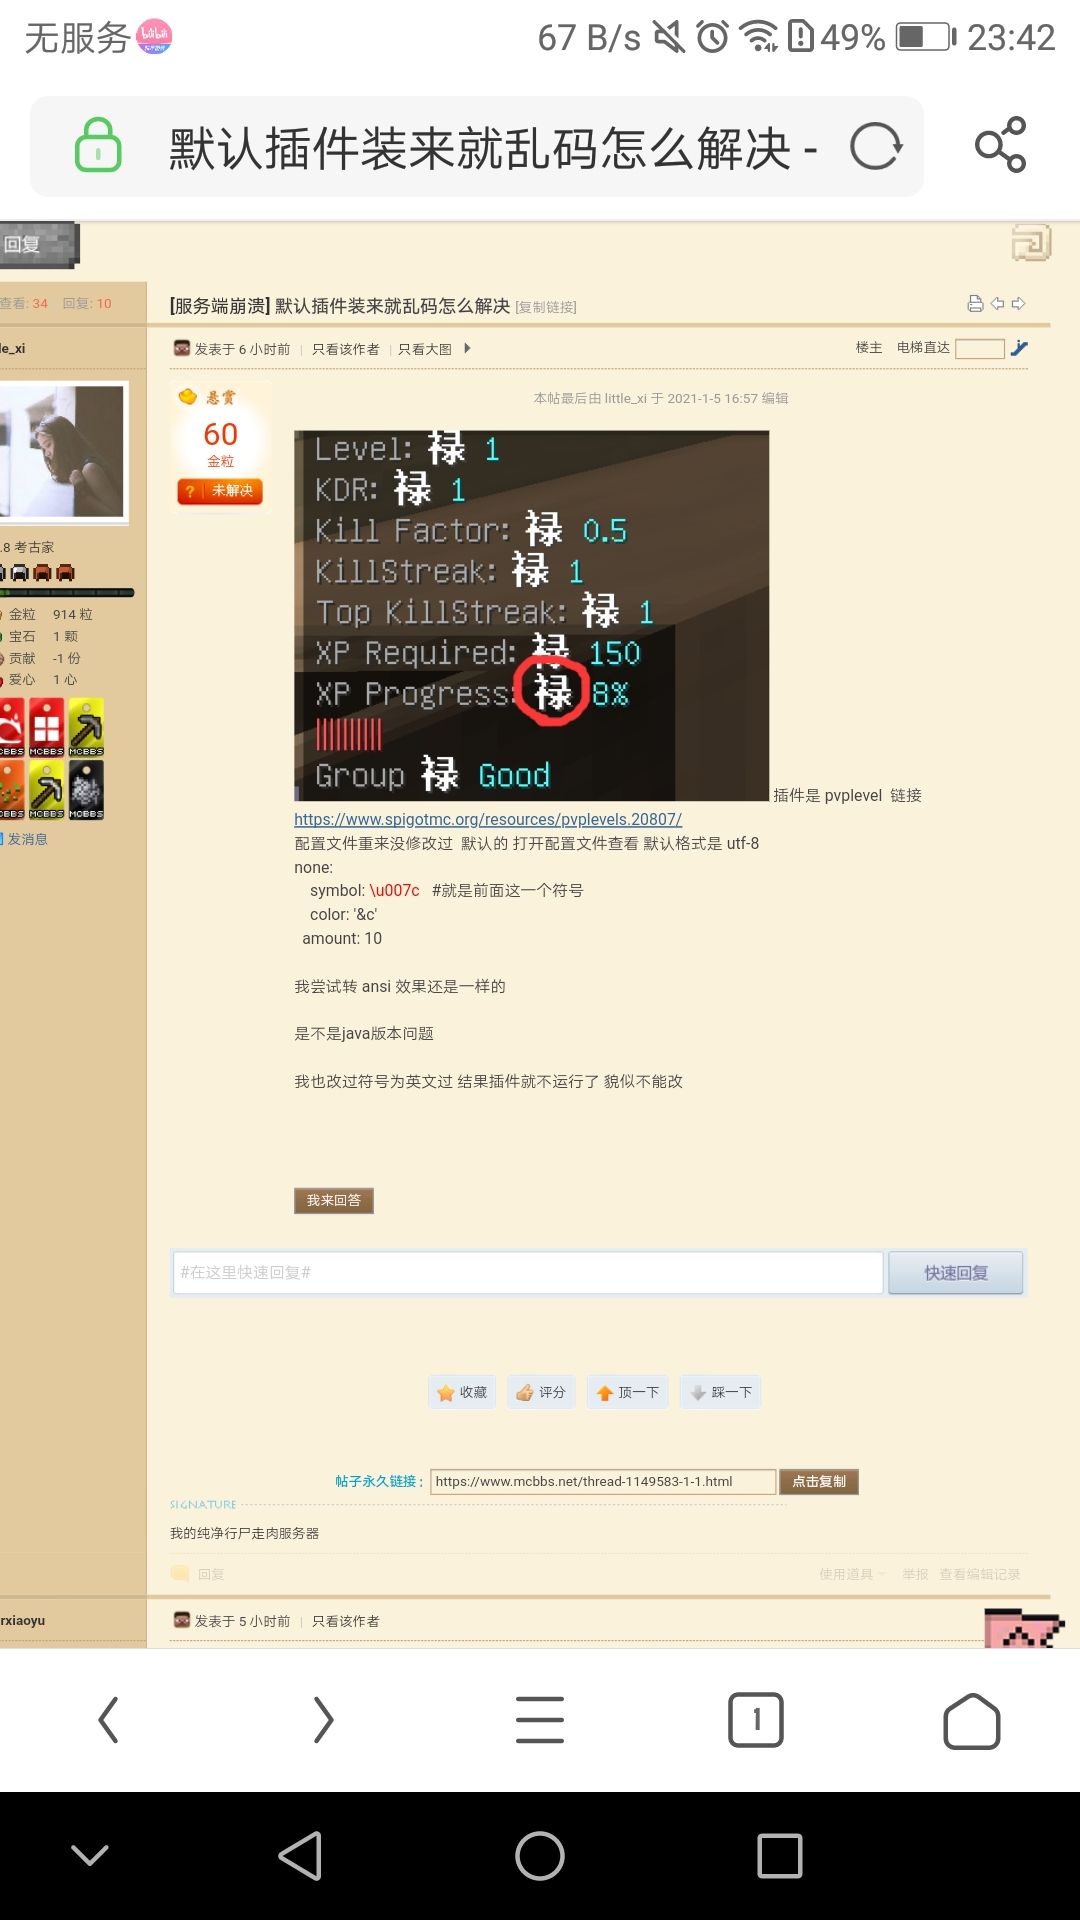 无服务
67 B/s 49% 23:42
默认插件装来就乱码怎么解决 -
回复
查看: 34 回复: 10
[服务端崩溃] 默认插件装来就乱码怎么解决 [复制链接]
le_xi
发表于 6 小时前 | 只看该作者 | 只看大图
楼主 电梯直达
悬赏
60
金粒
? 未解决
本帖最后由 little_xi 于 2021-1-5 16:57 编辑
Level: 禄 1
KDR: 禄 1
Kill Factor: 禄 0.5
KillStreak: 禄 1
Top KillStreak: 禄 1
XP Required: 禄 150
XP Progress: 禄 8%
||||||||||
Group 禄 Good
插件是 pvplevel 链接
https://www.spigotmc.org/resources/pvplevels.20807/
配置文件重来没修改过 默认的 打开配置文件查看 默认格式是 utf-8
none:
symbol: \u007c #就是前面这一个符号
color: '&c'
amount: 10
我尝试转 ansi 效果还是一样的
是不是java版本问题
我也改过符号为英文过 结果插件就不运行了 貌似不能改
.8 考古家
金粒 914 粒
宝石 1 颗
贡献 -1 份
爱心 1 心
CBBS MCBBS MCBBS
CBBS MCBBS MCBBS
发消息
我来回答
#在这里快速回复#
快速回复
收藏 评分 顶一下 踩一下
帖子永久链接: https://www.mcbbs.net/thread-1149583-1-1.html 点击复制
SIGNATURE
我的纯净行尸走肉服务器
回复
使用道具 举报 查看编辑记录
rxiaoyu
发表于 5 小时前 | 只看该作者
1